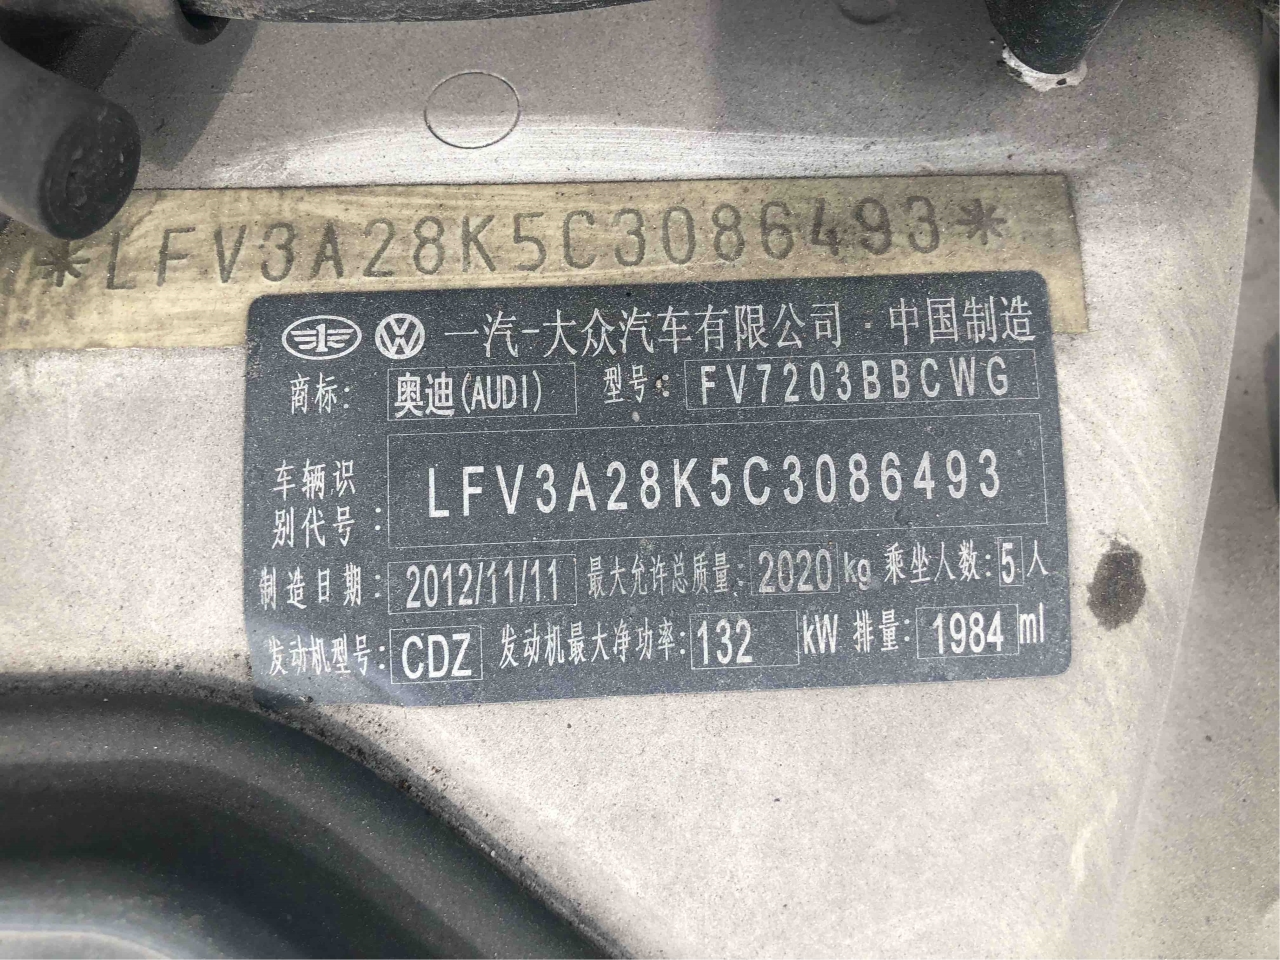 *LFV3A28K5C3086493*
一汽-大众汽车有限公司·中国制造
商标: 奥迪(AUDI) 型号: FV7203BBCWG
车辆识别代号: LFV3A28K5C3086493
制造日期: 2012/11/11 最大允许总质量: 2020 kg 乘坐人数: 5 人
发动机型号: CDZ 发动机最大净功率: 132 kW 排量: 1984 ml